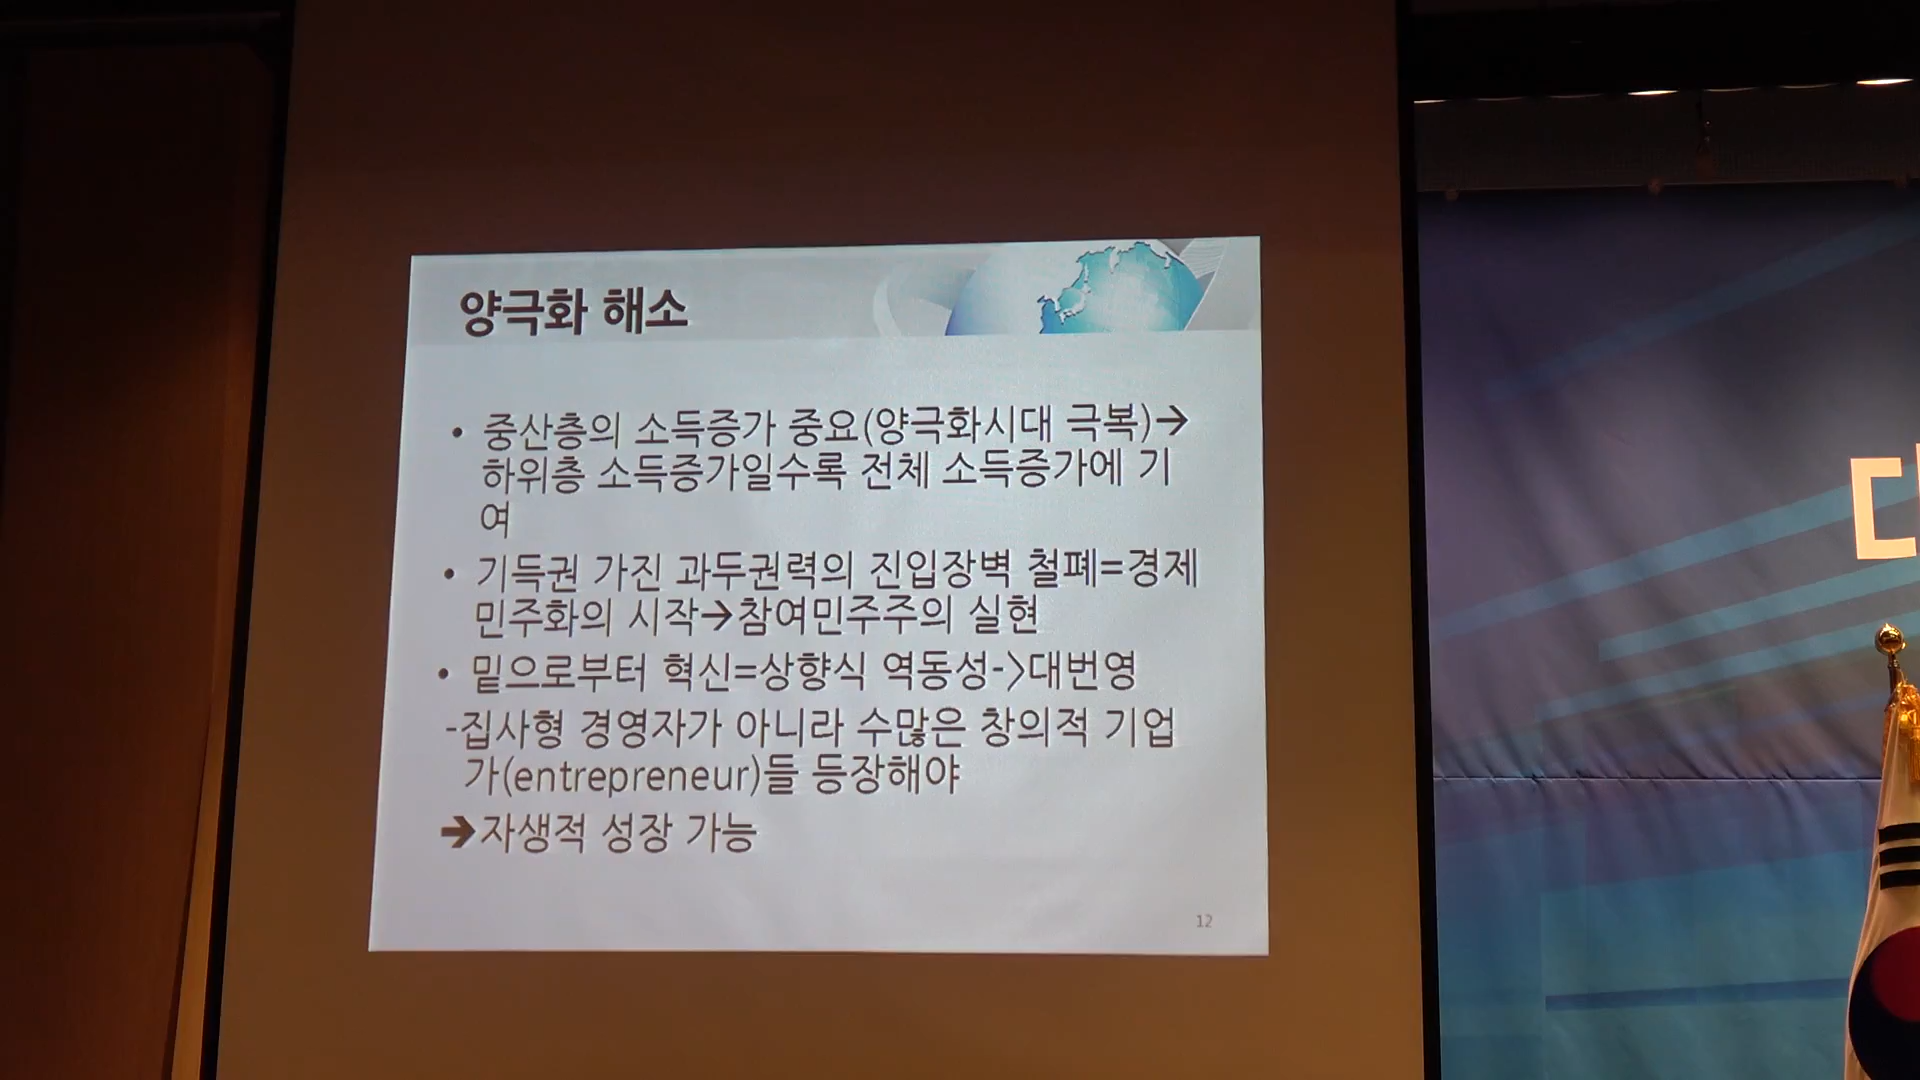 양극화 해소
• 중산층의 소득증가 중요(양극화시대 극복)→
하위층 소득증가일수록 전체 소득증가에 기
여
• 기득권 가진 과두권력의 진입장벽 철폐=경제
민주화의 시작→참여민주주의 실현
• 밑으로부터 혁신=상향식 역동성->대번영
-집사형 경영자가 아니라 수많은 창의적 기업
가(entrepreneur)들 등장해야
➔자생적 성장 가능
12